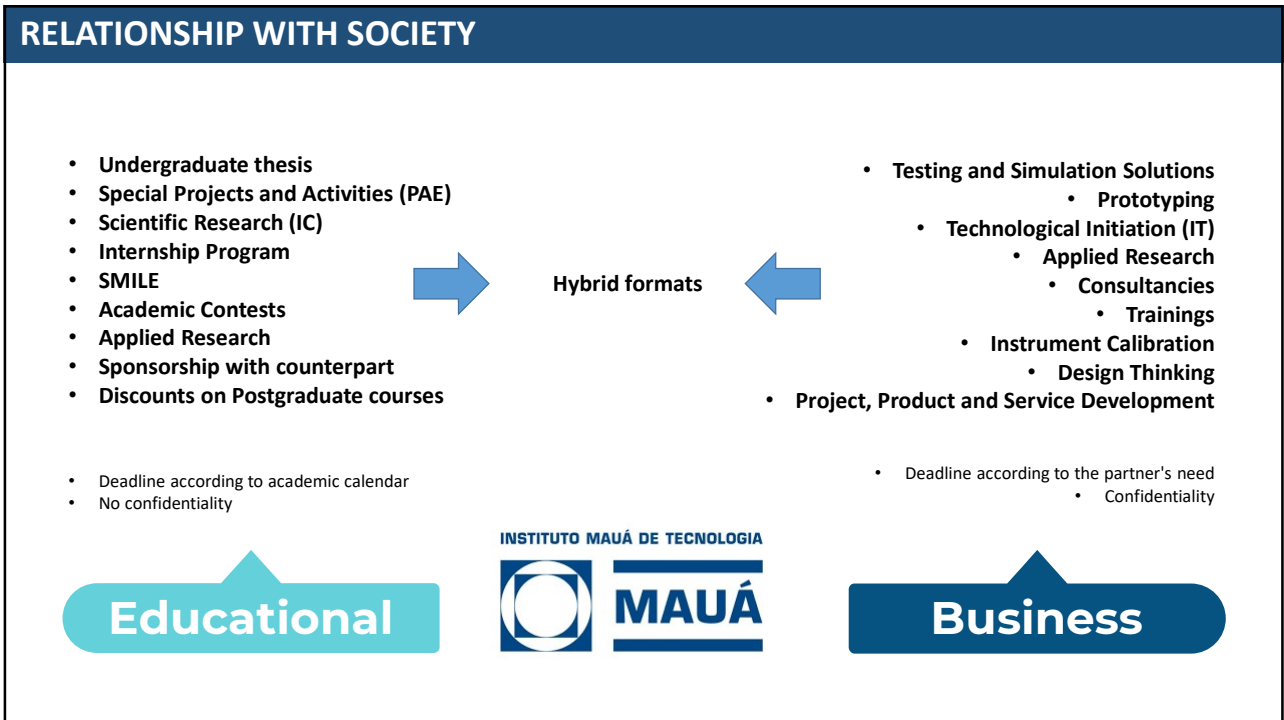 RELATIONSHIP WITH SOCIETY
• Undergraduate thesis
• Special Projects and Activities (PAE)
• Scientific Research (IC)
• Internship Program
• SMILE
• Academic Contests
• Applied Research
• Sponsorship with counterpart
• Discounts on Postgraduate courses
Hybrid formats
• Testing and Simulation Solutions
• Prototyping
• Technological Initiation (IT)
• Applied Research
• Consultancies
• Trainings
• Instrument Calibration
• Design Thinking
• Project, Product and Service Development
• Deadline according to academic calendar
• No confidentiality
• Deadline according to the partner's need
• Confidentiality
Educational
INSTITUTO MAUÁ DE TECNOLOGIA
MAUÁ
Business